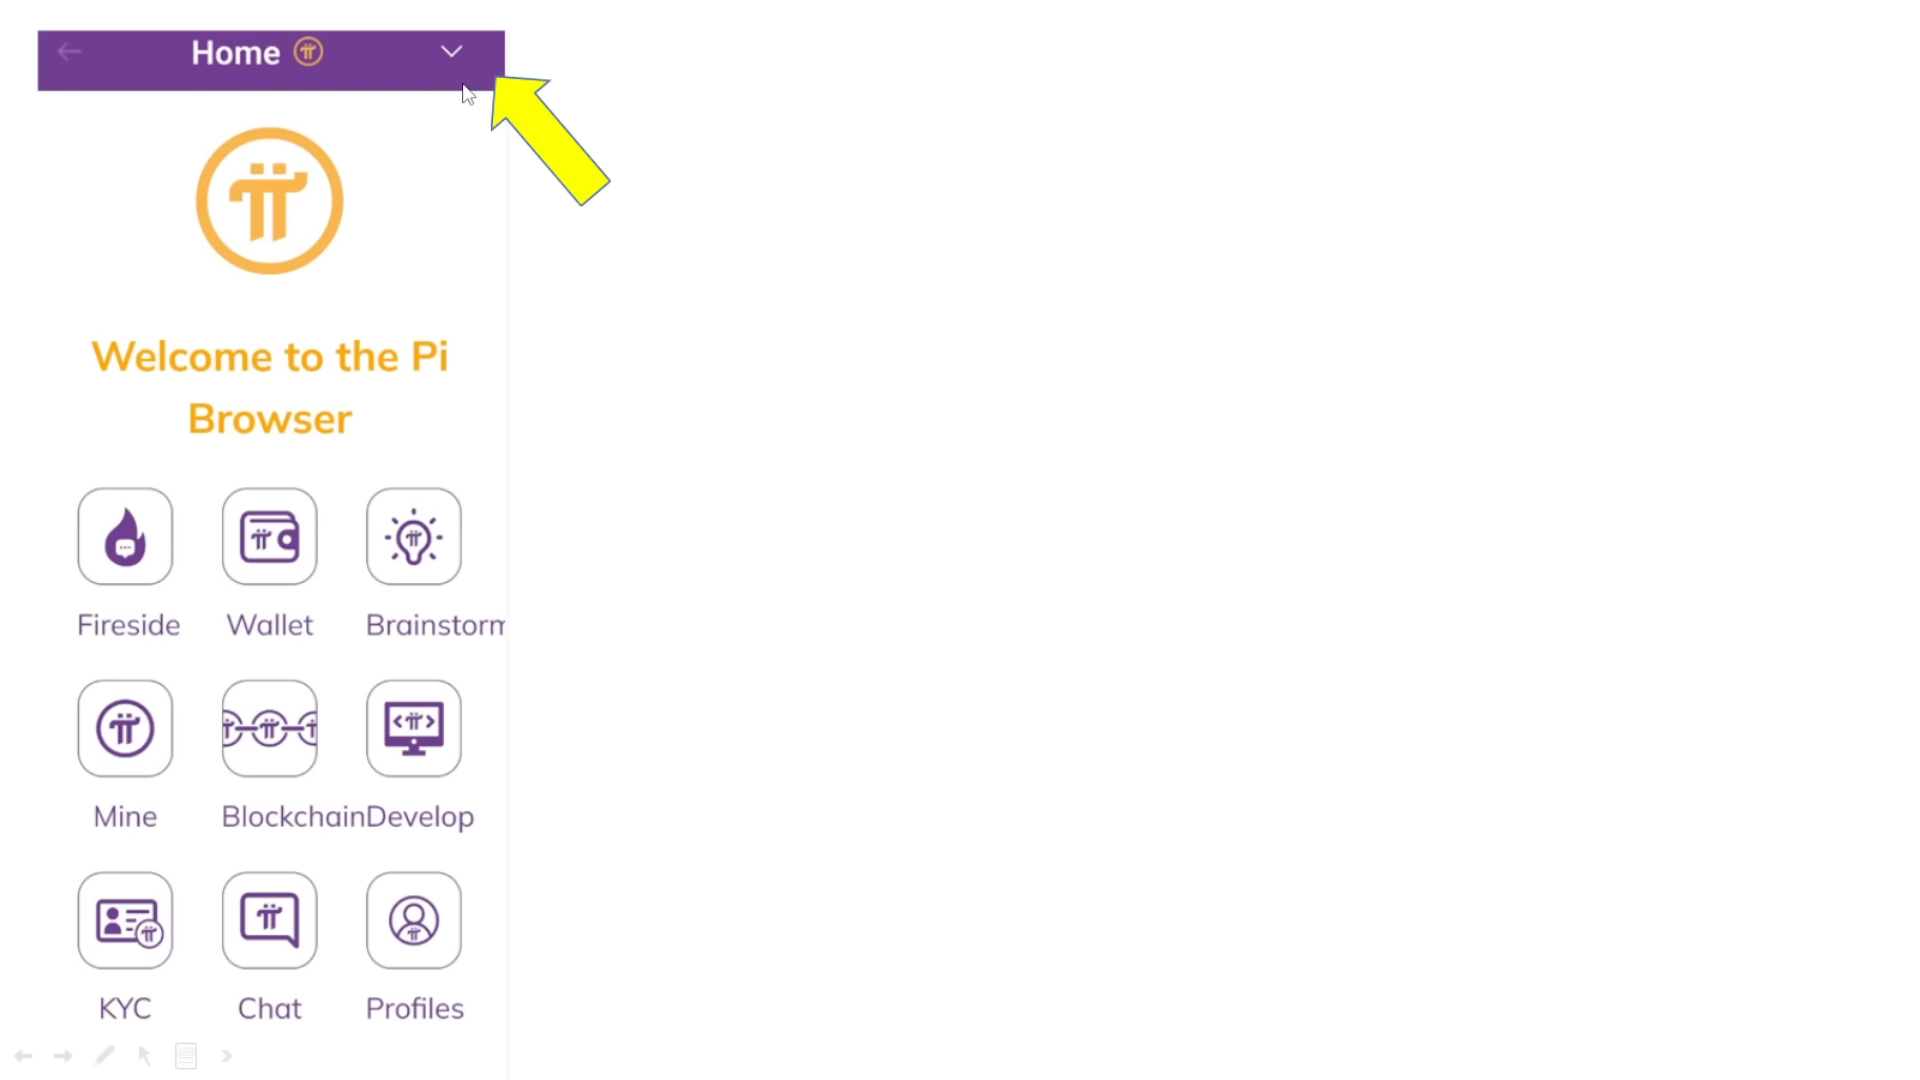 Home
Welcome to the Pi
Browser
Fireside Wallet Brainstorm
Mine Blockchain Develop
KYC Chat Profiles